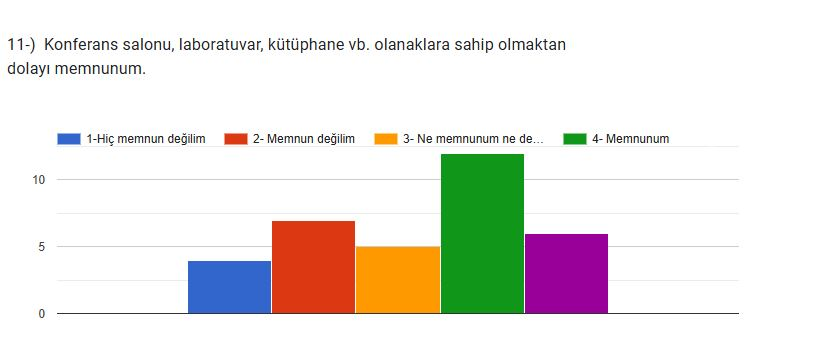 11-) Konferans salonu, laboratuvar, kütüphane vb. olanaklara sahip olmaktan
dolayı memnunum.
1-Hiç memnun değilim 2- Memnun değilim 3- Ne memnunum ne de... 4- Memnunum
10
5
0